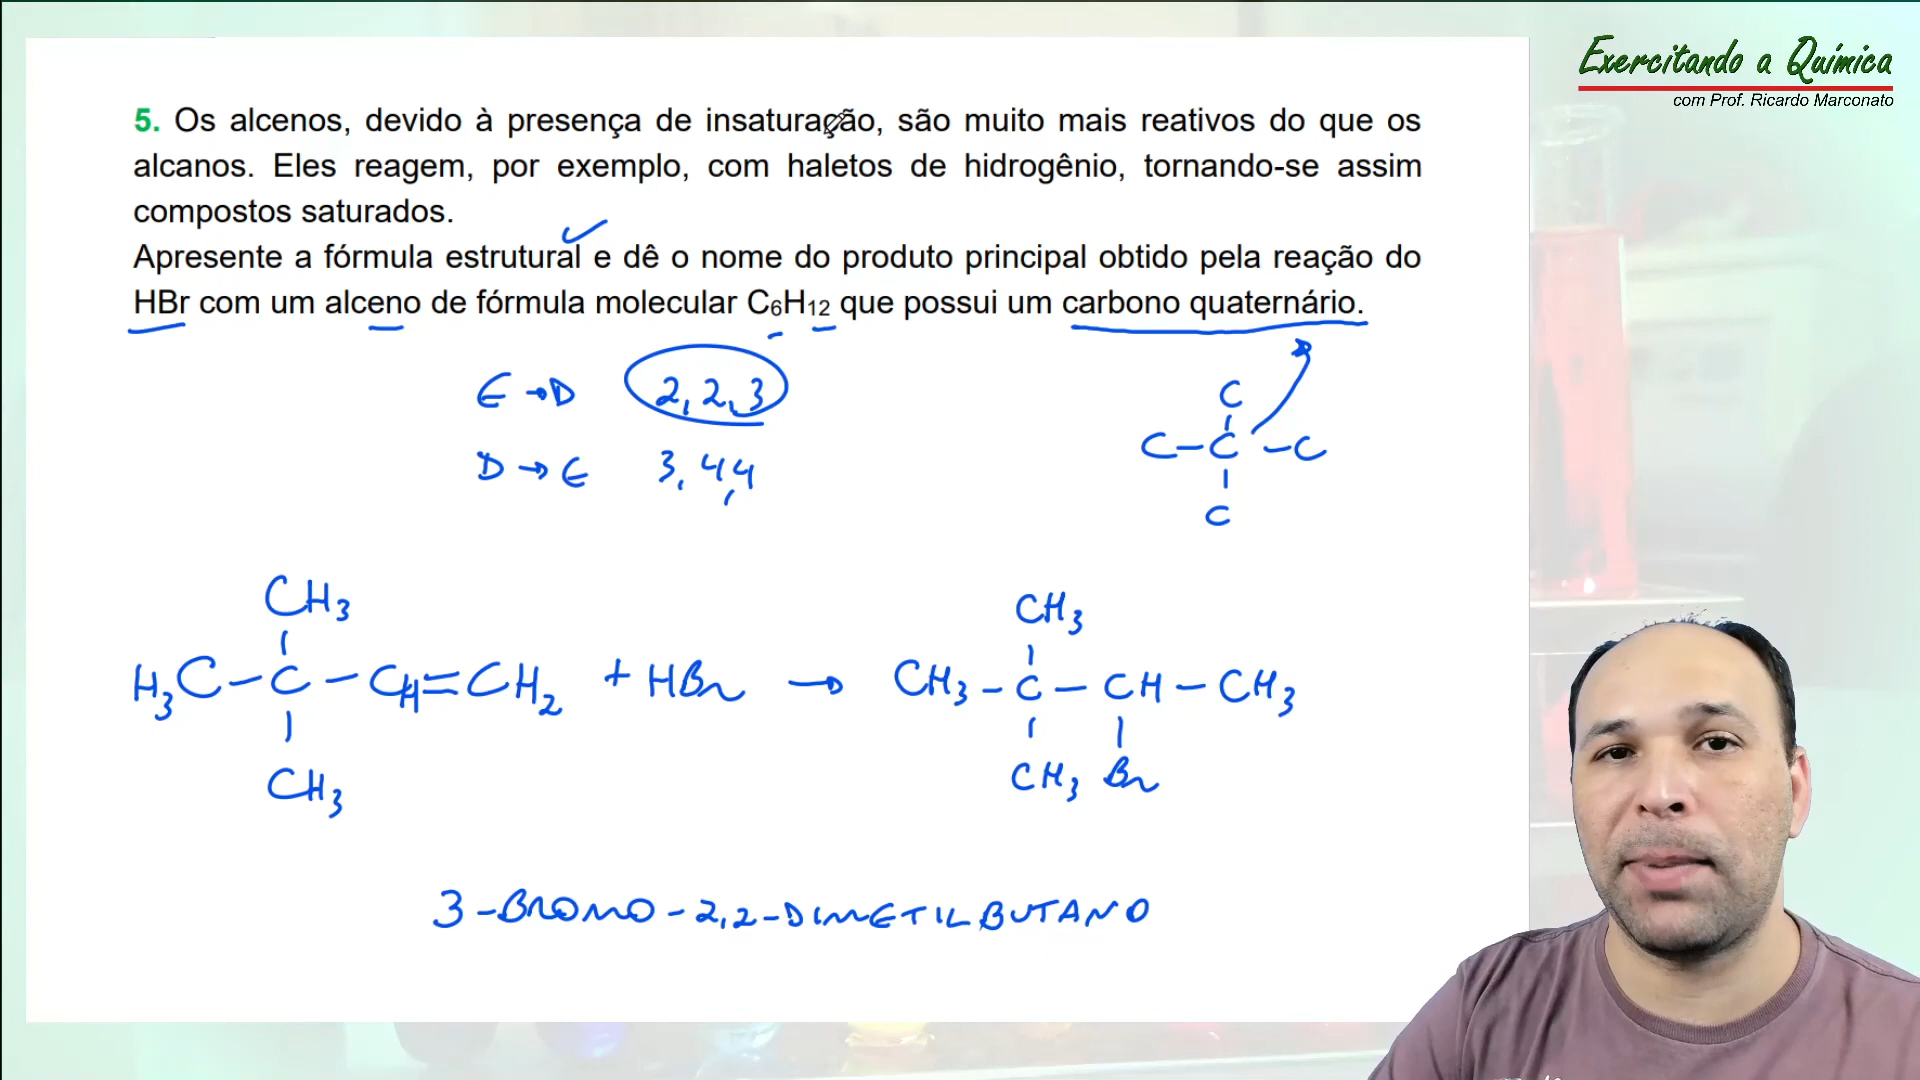 Exercitando a Química
com Prof. Ricardo Marconato
5. Os alcenos, devido à presença de insaturação, são muito mais reativos do que os
alcanos. Eles reagem, por exemplo, com haletos de hidrogênio, tornando-se assim
compostos saturados.
Apresente a fórmula estrutural e dê o nome do produto principal obtido pela reação do
HBr com um alceno de fórmula molecular C₆H₁₂ que possui um carbono quaternário.
E → D 2, 2, 3
D → E 3, 4, 4
C
C – C – C
C
CH₃
H₃C – C – CH = CH₂ + HBr →
CH₃
CH₃
CH₃ – C – CH – CH₃
CH₃ Br
3 - BROMO - 2,2 - DIMETILBUTANO